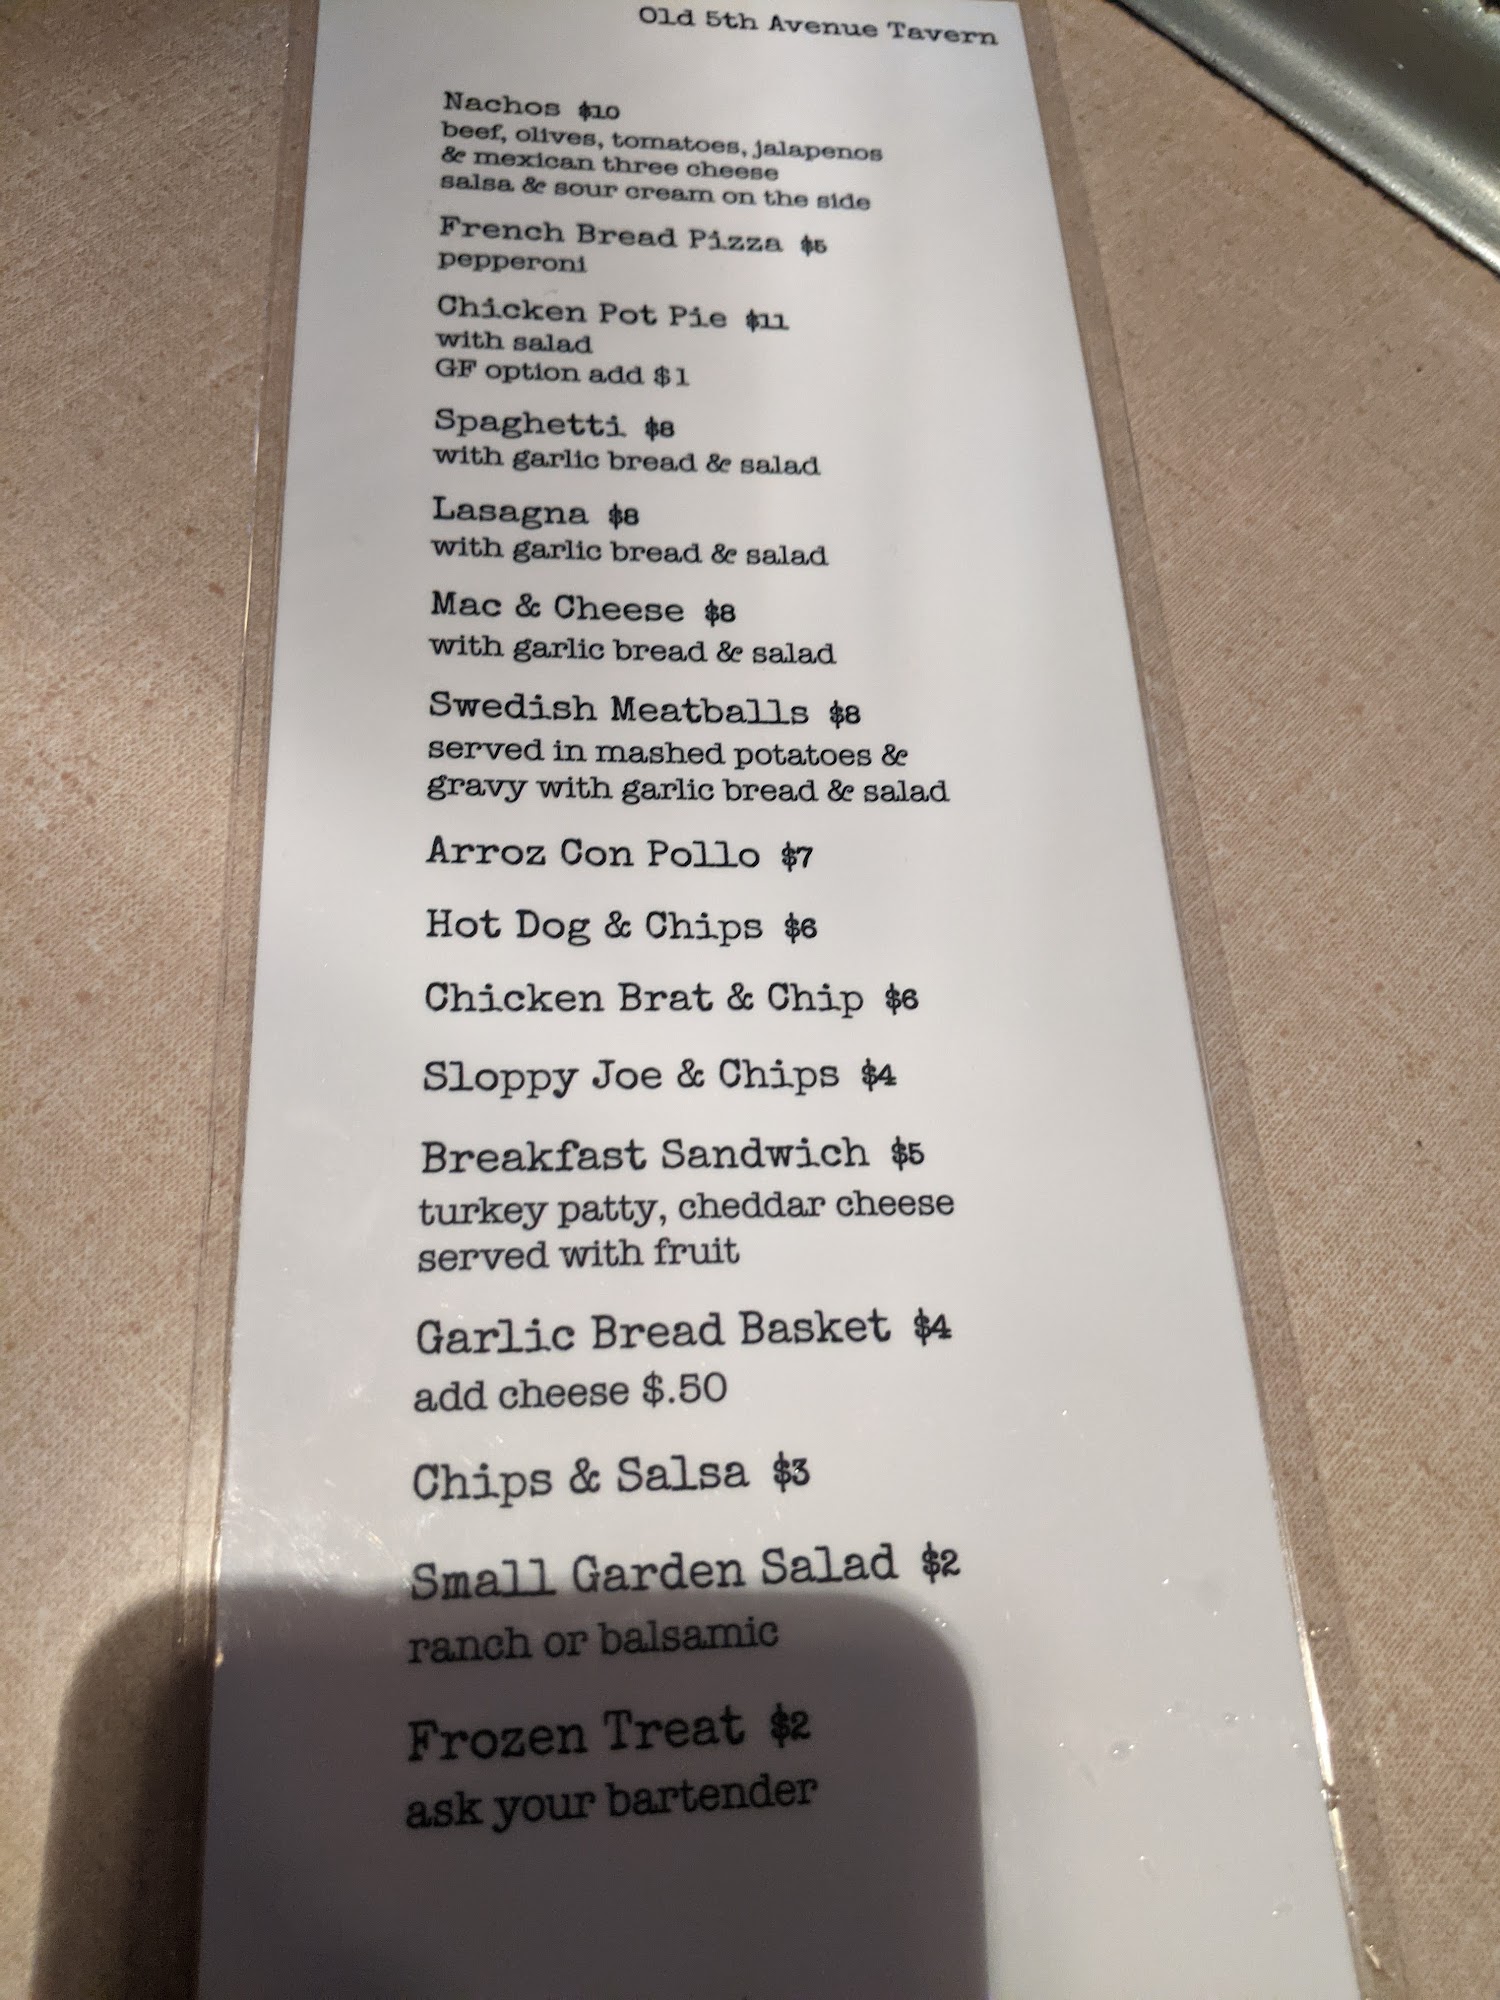 Old 5th Avenue Tavern
Nachos $10
beef, olives, tomatoes, jalapenos
& mexican three cheese
salsa & sour cream on the side
French Bread Pizza $5
pepperoni
Chicken Pot Pie $11
with salad
GF option add $1
Spaghetti $8
with garlic bread & salad
Lasagna $8
with garlic bread & salad
Mac & Cheese $8
with garlic bread & salad
Swedish Meatballs $8
served in mashed potatoes &
gravy with garlic bread & salad
Arroz Con Pollo $7
Hot Dog & Chips $6
Chicken Brat & Chip $6
Sloppy Joe & Chips $4
Breakfast Sandwich $5
turkey patty, cheddar cheese
served with fruit
Garlic Bread Basket $4
add cheese $.50
Chips & Salsa $3
Small Garden Salad $2
ranch or balsamic
Frozen Treat $2
ask your bartender